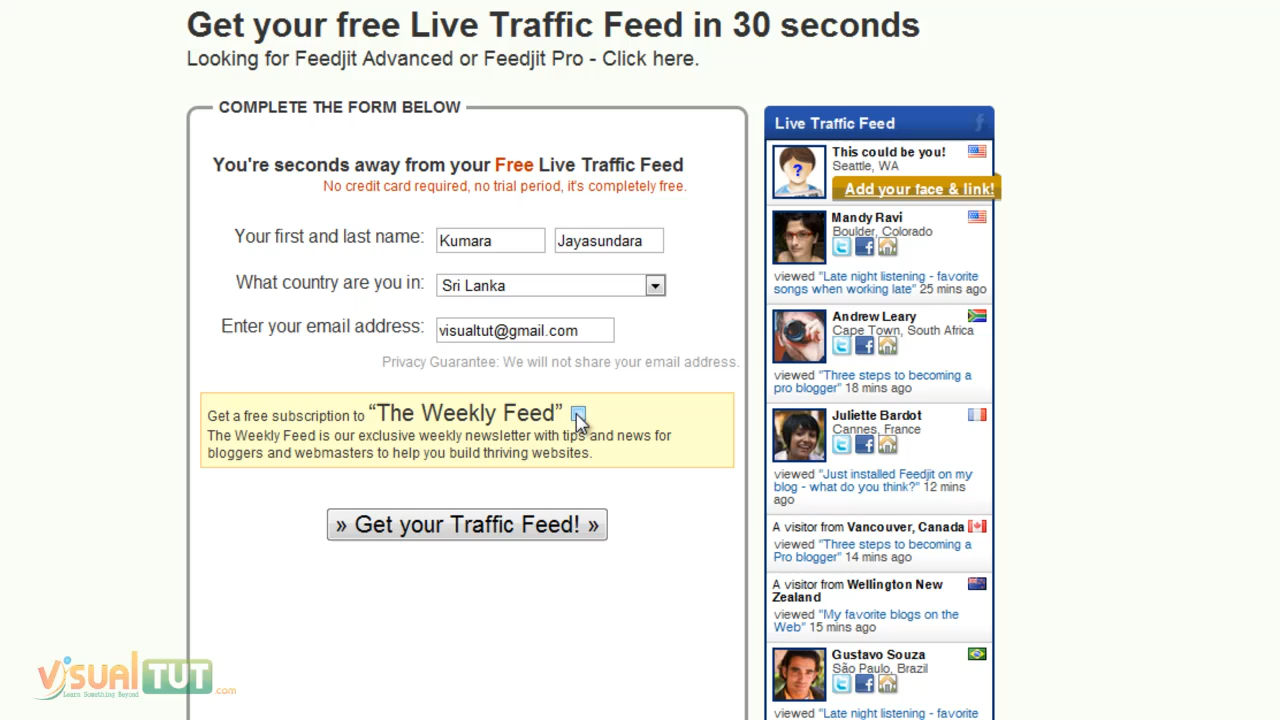 Get your free Live Traffic Feed in 30 seconds
Looking for Feedjit Advanced or Feedjit Pro - Click here.
COMPLETE THE FORM BELOW
You're seconds away from your Free Live Traffic Feed
No credit card required, no trial period, it's completely free.
Your first and last name: Kumara Jayasundara
What country are you in: Sri Lanka
Enter your email address: visualtut@gmail.com
Privacy Guarantee: We will not share your email address.
Get a free subscription to “The Weekly Feed”
The Weekly Feed is our exclusive weekly newsletter with tips and news for
bloggers and webmasters to help you build thriving websites.
» Get your Traffic Feed! »
Live Traffic Feed
This could be you!
Seattle, WA
Add your face & link!
Mandy Ravi
Boulder, Colorado
viewed "Late night listening - favorite
songs when working late" 25 mins ago
Andrew Leary
Cape Town, South Africa
viewed "Three steps to becoming a
pro blogger" 18 mins ago
Juliette Bardot
Cannes, France
viewed "Just installed Feedjit on my
blog - what do you think?" 12 mins
ago
A visitor from Vancouver, Canada
viewed "Three steps to becoming a
Pro blogger" 14 mins ago
A visitor from Wellington New
Zealand
viewed "My favorite blogs on the
Web" 15 mins ago
Gustavo Souza
São Paulo, Brazil
viewed "Late night listening - favorite
visualTUT.com
Learn Something Beyond